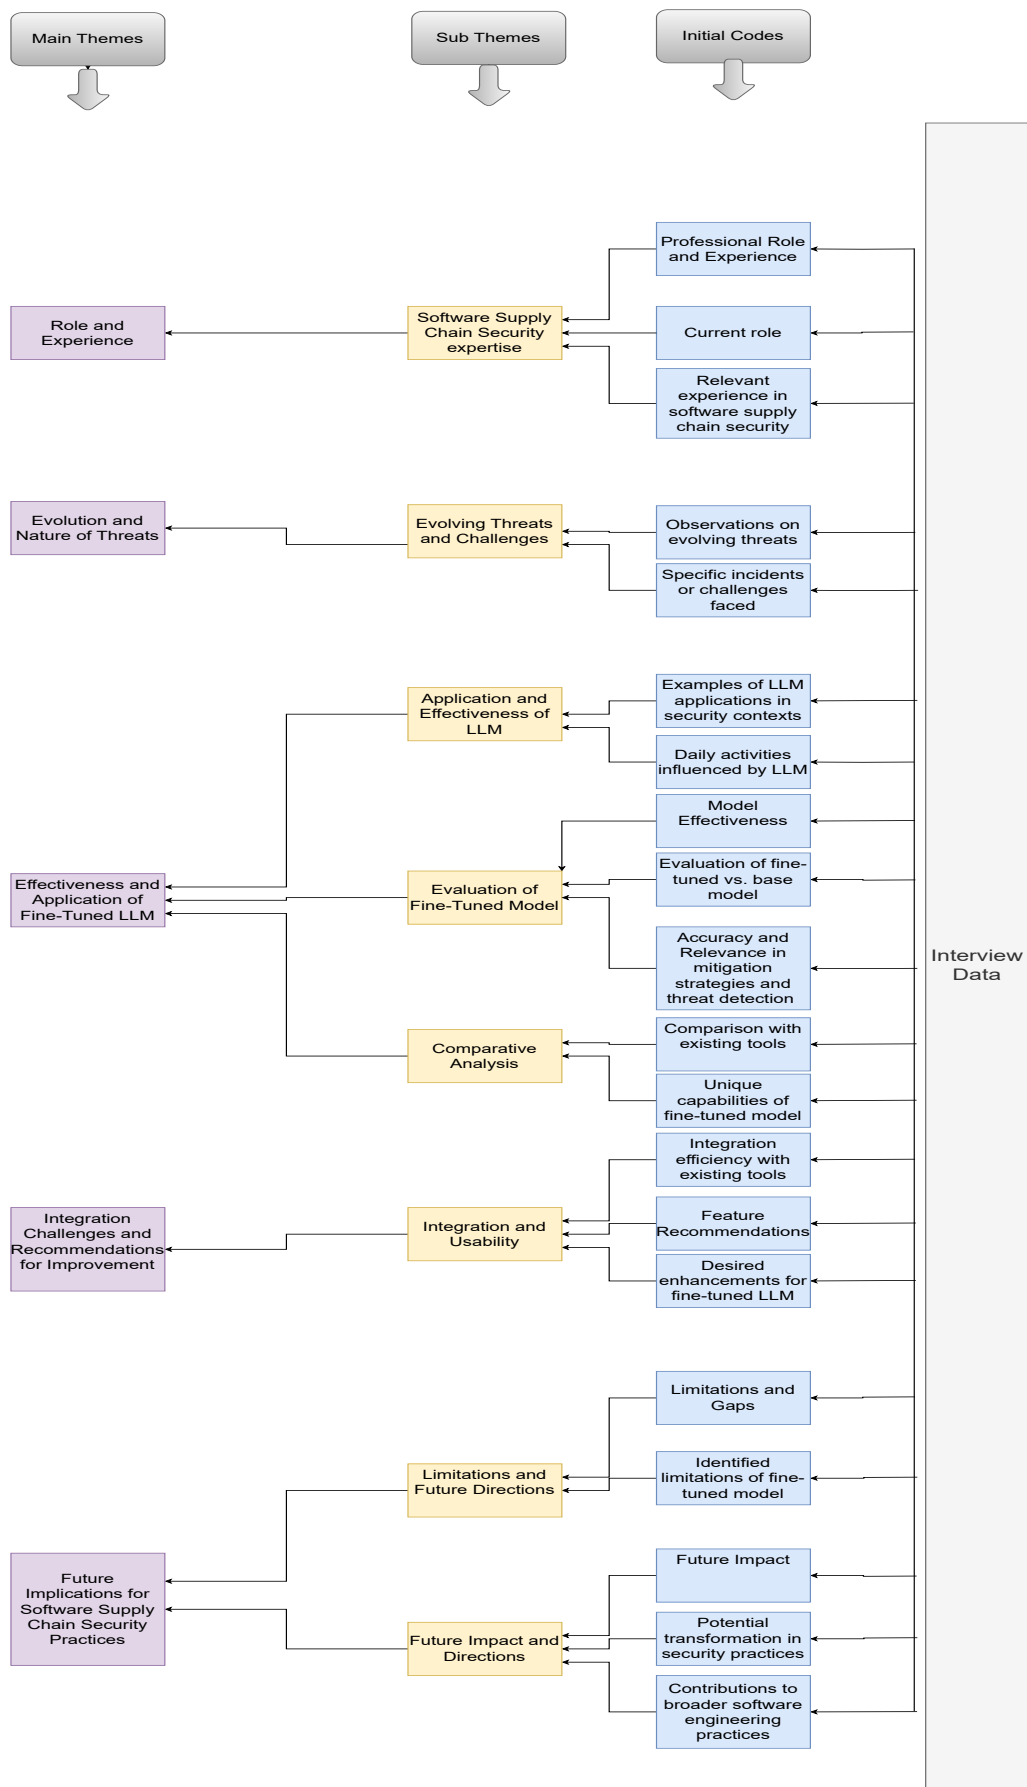 Main Themes
Sub Themes
Initial Codes
Professional Role
and Experience
Role and
Experience
Software Supply
Chain Security
expertise
Current role
Relevant
experience in
software supply
chain security
Evolution and
Nature of Threats
Evolving Threats
and Challenges
Observations on
evolving threats
Specific incidents
or challenges
faced
Application and
Effectiveness of
LLM
Examples of LLM
applications in
security contexts
Daily activities
influenced by LLM
Model
Effectiveness
Effectiveness and
Application of
Fine-Tuned LLM
Evaluation of
Fine-Tuned Model
Evaluation of fine-
tuned vs. base
model
Accuracy and
Relevance in
mitigation
strategies and
threat detection
Interview
Data
Comparative
Analysis
Comparison with
existing tools
Unique
capabilities of
fine-tuned model
Integration
efficiency with
existing tools
Integration
Challenges and
Recommendations
for Improvement
Integration and
Usability
Feature
Recommendations
Desired
enhancements for
fine-tuned LLM
Limitations and
Gaps
Limitations and
Future Directions
Identified
limitations of fine-
tuned model
Future
Implications for
Software Supply
Chain Security
Practices
Future Impact
Future Impact and
Directions
Potential
transformation in
security practices
Contributions to
broader software
engineering
practices